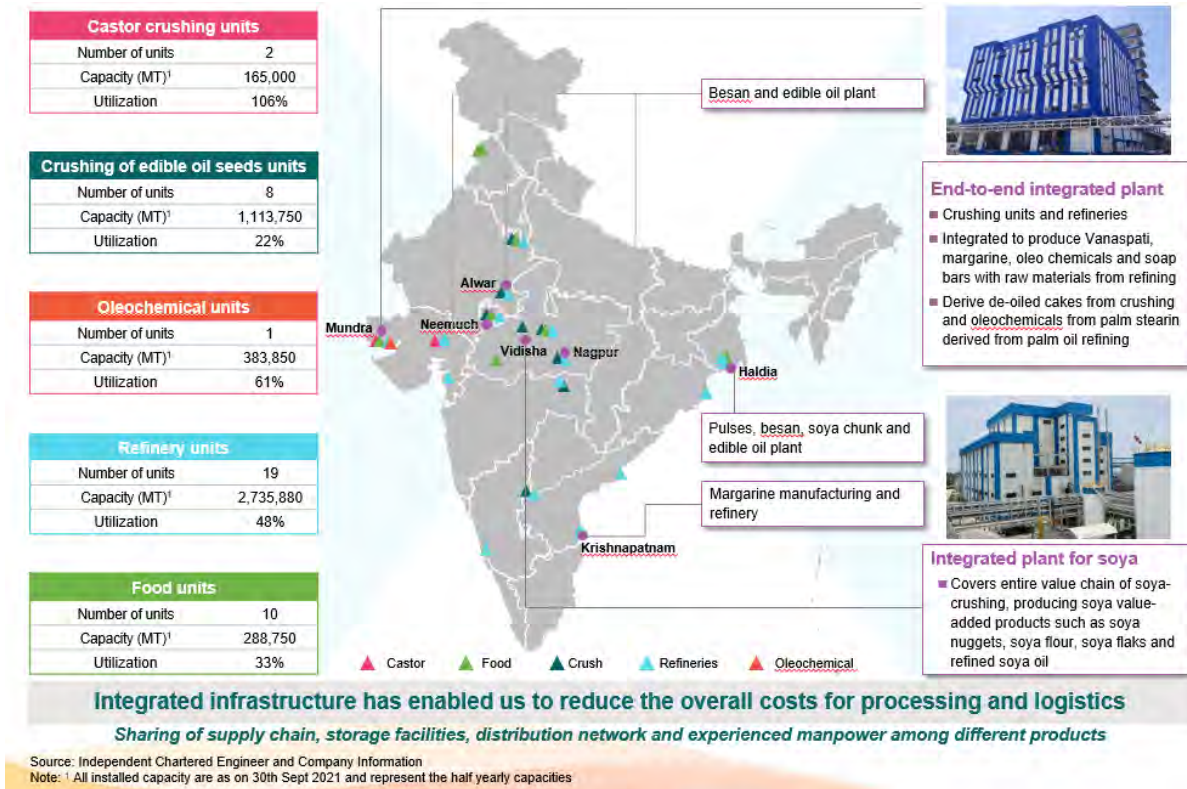 Castor crushing units
Number of units 2
Capacity (MT)¹ 165,000
Utilization 106%
Crushing of edible oil seeds units
Number of units 8
Capacity (MT)¹ 1,113,750
Utilization 22%
Oleochemical units
Number of units 1
Capacity (MT)¹ 383,850
Utilization 61%
Refinery units
Number of units 19
Capacity (MT)¹ 2,735,880
Utilization 48%
Food units
Number of units 10
Capacity (MT)¹ 288,750
Utilization 33%
Besan and edible oil plant
Alwar
Mundra
Neemuch
Vidisha
Nagpur
Haldia
Pulses, besan, soya chunk and
edible oil plant
Margarine manufacturing and
refinery
Krishnapatnam
Castor Food Crush Refineries Oleochemical
End-to-end integrated plant
Crushing units and refineries
Integrated to produce Vanaspati,
margarine, oleo chemicals and soap
bars with raw materials from refining
Derive de-oiled cakes from crushing
and oleochemicals from palm stearin
derived from palm oil refining
Integrated plant for soya
Covers entire value chain of soya-
crushing, producing soya value-
added products such as soya
nuggets, soya flour, soya flaks and
refined soya oil
Integrated infrastructure has enabled us to reduce the overall costs for processing and logistics
Sharing of supply chain, storage facilities, distribution network and experienced manpower among different products
Source: Independent Chartered Engineer and Company Information
Note: ¹ All installed capacity are as on 30th Sept 2021 and represent the half yearly capacities